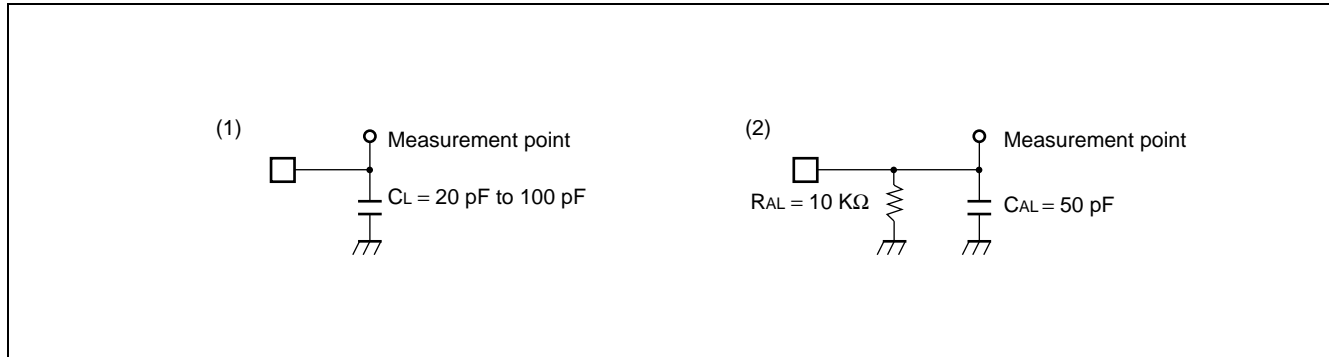 (1)
Measurement point
CL = 20 pF to 100 pF
(2)
Measurement point
RAL = 10 KΩ
CAL = 50 pF